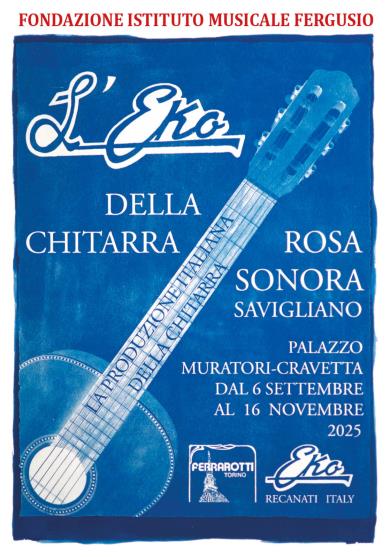 FONDAZIONE ISTITUTO MUSICALE FERGUSIO
L'Eko
DELLA
CHITARRA
ROSA
SONORA
SAVIGLIANO
LA PRODUZIONE ITALIANA
DELLA CHITARRA
PALAZZO
MURATORI-CRAVETTA
DAL 6 SETTEMBRE
AL 16 NOVEMBRE
2025
FERRAROTTI
TORINO
Eko
RECANATI ITALY